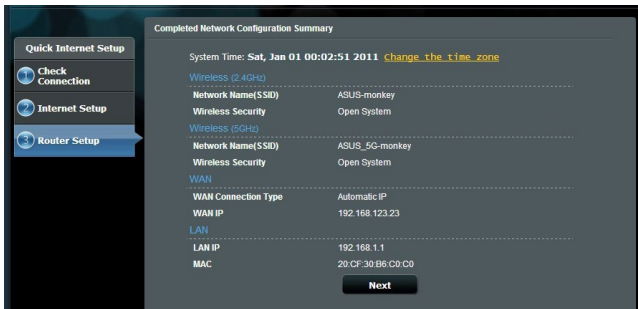 Completed Network Configuration Summary
Quick Internet Setup
1 Check
Connection
2 Internet Setup
3 Router Setup
System Time: Sat, Jan 01 00:02:51 2011 Change the time zone
Wireless (2.4GHz)
Network Name(SSID) ASUS-monkey
Wireless Security Open System
Wireless (5GHz)
Network Name(SSID) ASUS_5G-monkey
Wireless Security Open System
WAN
WAN Connection Type Automatic IP
WAN IP 192.168.123.23
LAN
LAN IP 192.168.1.1
MAC 20:CF:30:B6:C0:C0
Next